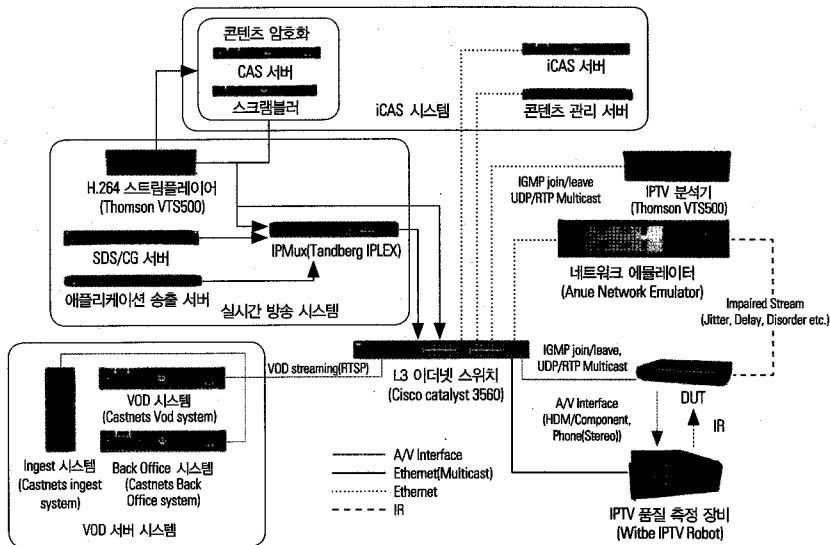 콘텐츠 암호화
CAS 서버
스크램블러
iCAS 시스템
iCAS 서버
콘텐츠 관리 서버
H.264 스트림플레이어
(Thomson VTS500)
SDS/CG 서버
애플리케이션 송출 서버
IPMux(Tandberg IPLEX)
실시간 방송 시스템
IGMP join/leave
UDP/RTP Multicast
IPTV 분석기
(Thomson VTS500)
네트워크 에뮬레이터
(Anue Network Emulator)
Impaired Stream
(Jitter, Delay, Disorder etc.)
VOD streaming(RTSP)
L3 이더넷 스위치
(Cisco catalyst 3560)
IGMP join/leave,
UDP/RTP Multicast
DUT
A/V Interface
(HDM/Component,
Phone(Stereo))
IR
VOD 시스템
(Castnets Vod system)
Ingest 시스템
(Castnets ingest
system)
Back Office 시스템
(Castnets Back
Office system)
VOD 서버 시스템
A/V Interface
Ethernet(Multicast)
Ethernet
IR
IPTV 품질 측정 장비
(Witbe IPTV Robot)